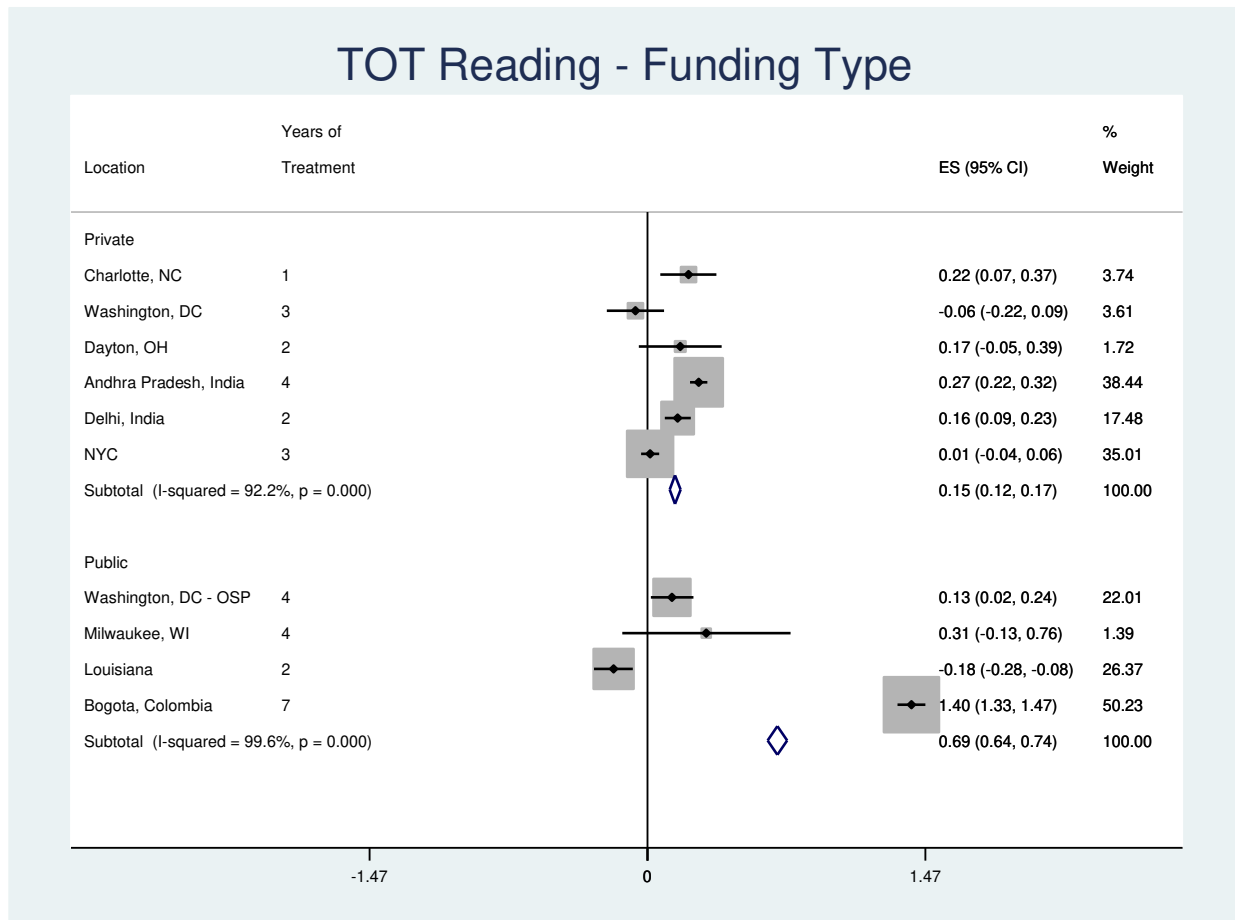 TOT Reading - Funding Type
Years of %
Location Treatment ES (95% CI) Weight
Private
Charlotte, NC 1 0.22 (0.07, 0.37) 3.74
Washington, DC 3 -0.06 (-0.22, 0.09) 3.61
Dayton, OH 2 0.17 (-0.05, 0.39) 1.72
Andhra Pradesh, India 4 0.27 (0.22, 0.32) 38.44
Delhi, India 2 0.16 (0.09, 0.23) 17.48
NYC 3 0.01 (-0.04, 0.06) 35.01
Subtotal (I-squared = 92.2%, p = 0.000) 0.15 (0.12, 0.17) 100.00
Public
Washington, DC - OSP 4 0.13 (0.02, 0.24) 22.01
Milwaukee, WI 4 0.31 (-0.13, 0.76) 1.39
Louisiana 2 -0.18 (-0.28, -0.08) 26.37
Bogota, Colombia 7 1.40 (1.33, 1.47) 50.23
Subtotal (I-squared = 99.6%, p = 0.000) 0.69 (0.64, 0.74) 100.00
-1.47 0 1.47